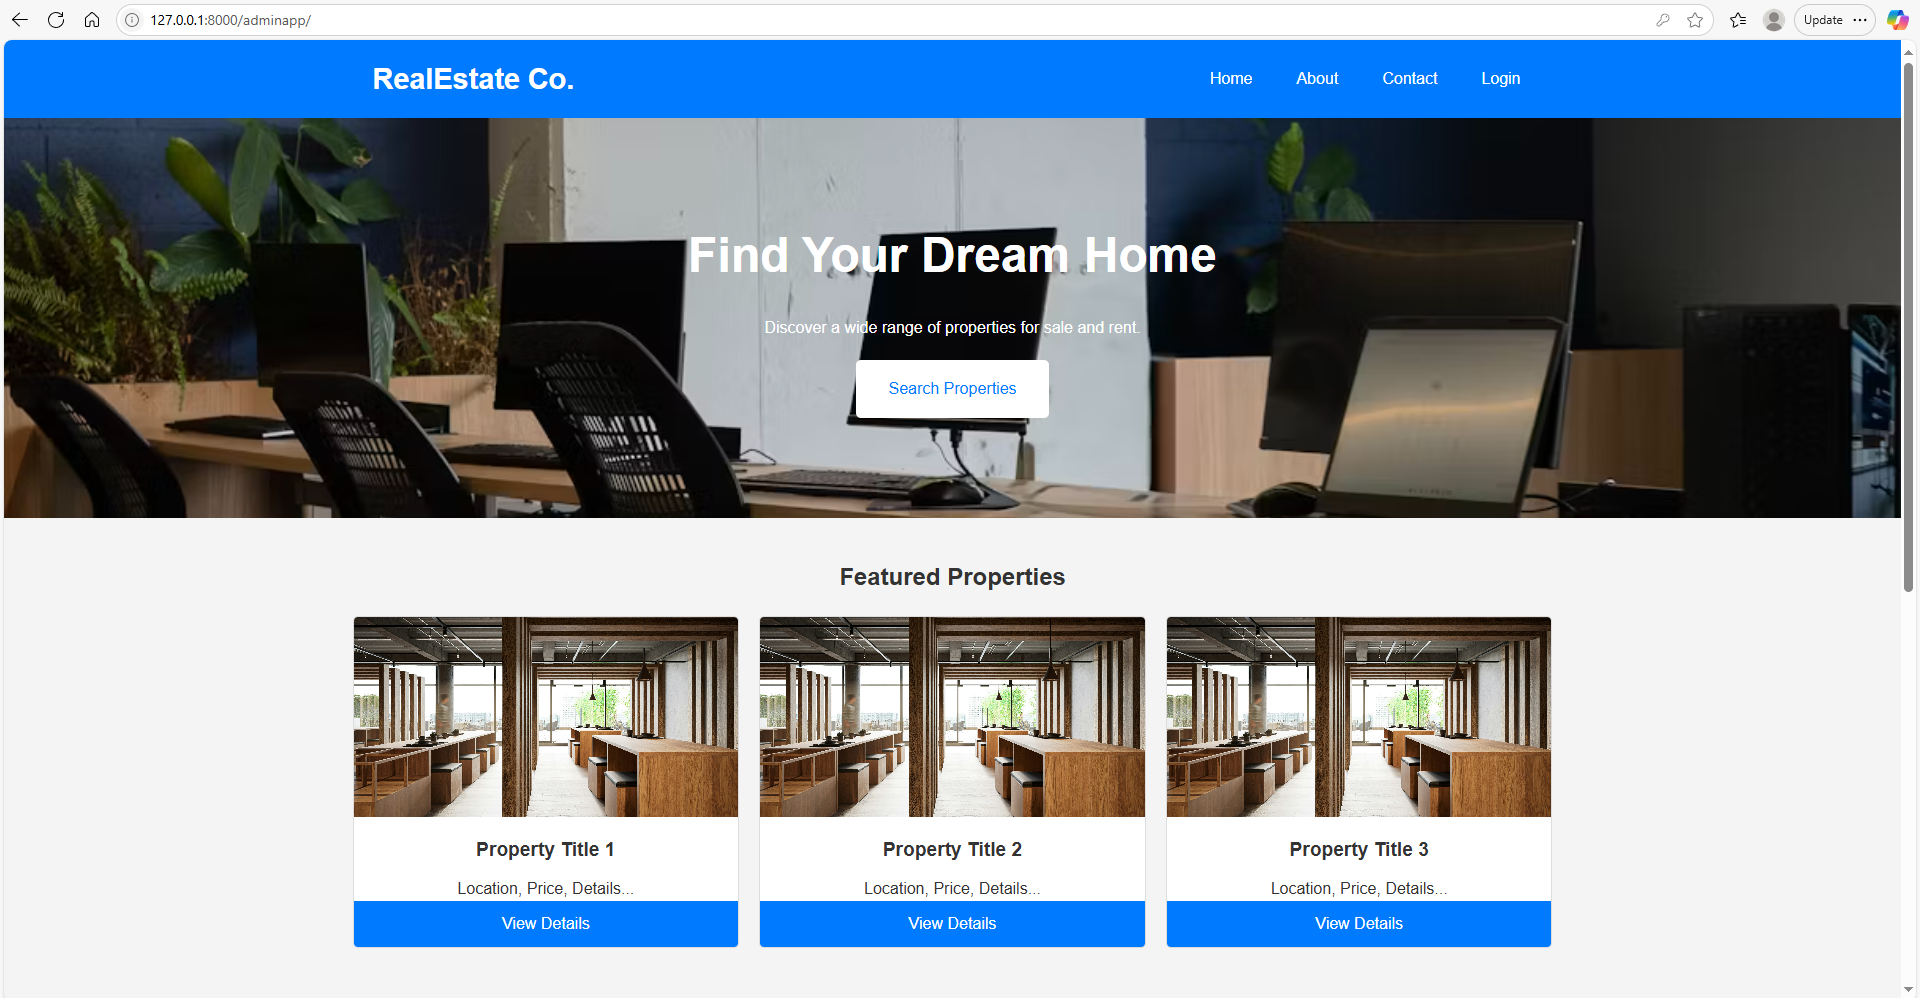 127.0.0.1:8000/adminapp/
Update
RealEstate Co.
Home About Contact Login
Find Your Dream Home
Discover a wide range of properties for sale and rent.
Search Properties
Featured Properties
Property Title 1
Location, Price, Details...
View Details
Property Title 2
Location, Price, Details...
View Details
Property Title 3
Location, Price, Details...
View Details